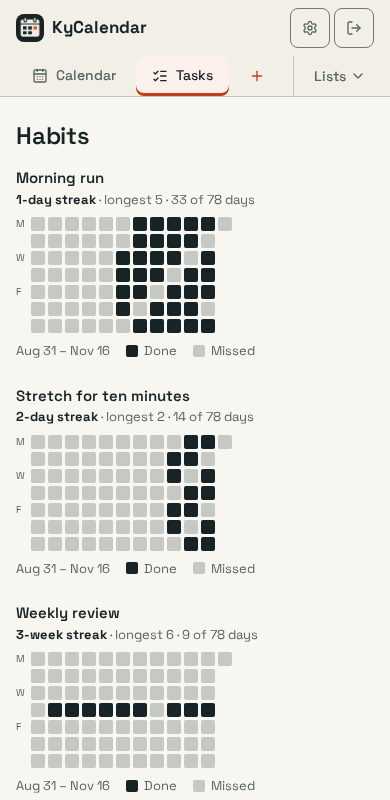 KyCalendar
Calendar
Tasks
+
Lists
Habits
Morning run
1-day streak · longest 5 · 33 of 78 days
M
W
F
Aug 31 – Nov 16
Done
Missed
Stretch for ten minutes
2-day streak · longest 2 · 14 of 78 days
M
W
F
Aug 31 – Nov 16
Done
Missed
Weekly review
3-week streak · longest 6 · 9 of 78 days
M
W
F
Aug 31 – Nov 16
Done
Missed